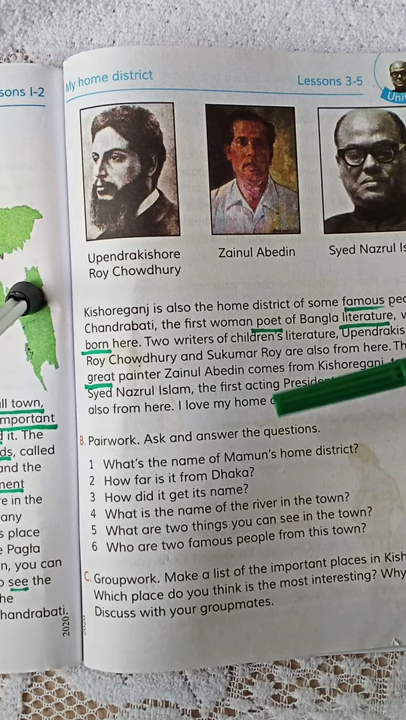 sons 1-2
all town,
mportant
it. The
ds, called
and the
ment
e in the
any
s place
e Pagla
n, you can
o see the
he
handrabati.
2020
My home district
Lessons 3-5
Uni
Upendrakishore
Roy Chowdhury
Zainul Abedin
Syed Nazrul Is
Kishoreganj is also the home district of some famous peo
Chandrabati, the first woman poet of Bangla literature, w
born here. Two writers of children's literature, Upendrakis
Roy Chowdhury and Sukumar Roy are also from here. Th
great painter Zainul Abedin comes from Kishoreganj,
Syed Nazrul Islam, the first acting President
also from here. I love my home
B. Pairwork. Ask and answer the questions.
1 What's the name of Mamun's home district?
2 How far is it from Dhaka?
3 How did it get its name?
4 What is the name of the river in the town?
5 What are two things you can see in the town?
6 Who are two famous people from this town?
C. Groupwork. Make a list of the important places in Kish
Which place do you think is the most interesting? Why
Discuss with your groupmates.